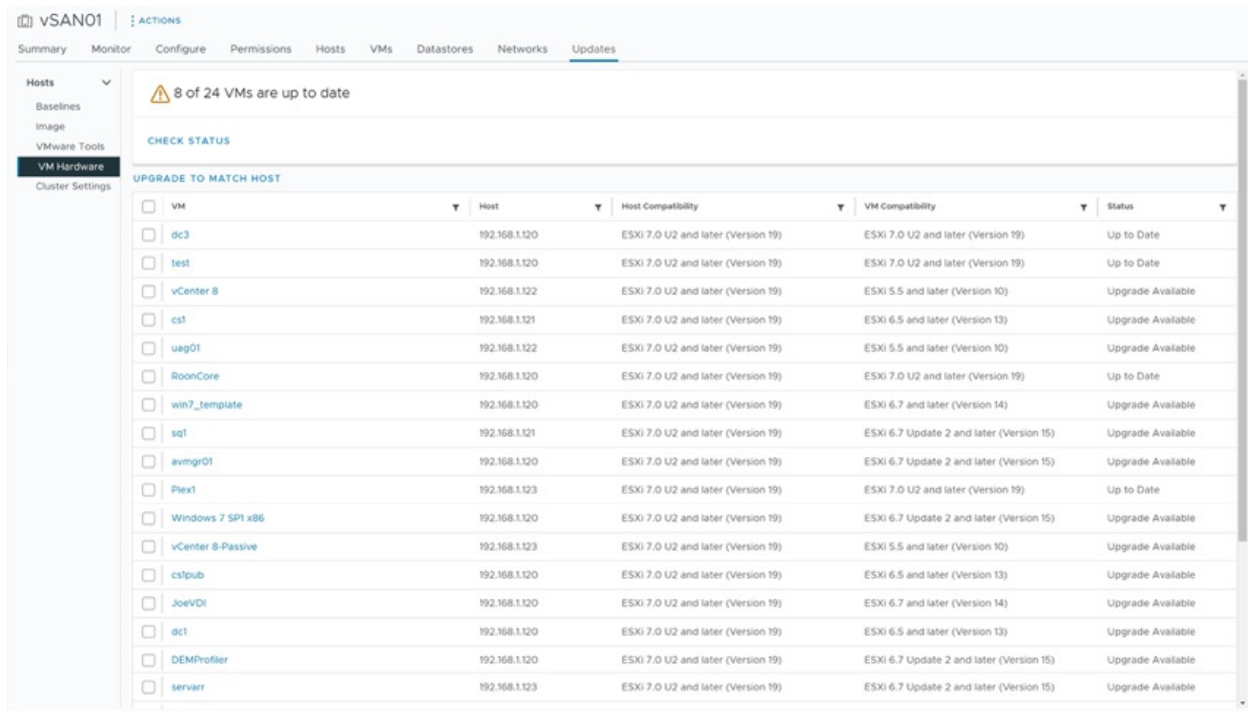 vSAN01 ACTIONS
Summary Monitor Configure Permissions Hosts VMs Datastores Networks Updates
Hosts
Baselines
Image
VMware Tools
VM Hardware
Cluster Settings
8 of 24 VMs are up to date
CHECK STATUS
UPGRADE TO MATCH HOST
VM Host Host Compatibility VM Compatibility Status
dc3 192.168.1.120 ESXi 7.0 U2 and later (Version 19) ESXi 7.0 U2 and later (Version 19) Up to Date
test 192.168.1.120 ESXi 7.0 U2 and later (Version 19) ESXi 7.0 U2 and later (Version 19) Up to Date
vCenter 8 192.168.1.122 ESXi 7.0 U2 and later (Version 19) ESXi 5.5 and later (Version 10) Upgrade Available
cs1 192.168.1.121 ESXi 7.0 U2 and later (Version 19) ESXi 6.5 and later (Version 13) Upgrade Available
uag01 192.168.1.122 ESXi 7.0 U2 and later (Version 19) ESXi 5.5 and later (Version 10) Upgrade Available
RoonCore 192.168.1.120 ESXi 7.0 U2 and later (Version 19) ESXi 7.0 U2 and later (Version 19) Up to Date
win7_template 192.168.1.120 ESXi 7.0 U2 and later (Version 19) ESXi 6.7 and later (Version 14) Upgrade Available
sq1 192.168.1.121 ESXi 7.0 U2 and later (Version 19) ESXi 6.7 Update 2 and later (Version 15) Upgrade Available
avmgr01 192.168.1.120 ESXi 7.0 U2 and later (Version 19) ESXi 6.7 Update 2 and later (Version 15) Upgrade Available
Plex1 192.168.1.123 ESXi 7.0 U2 and later (Version 19) ESXi 7.0 U2 and later (Version 19) Up to Date
Windows 7 SP1 x86 192.168.1.120 ESXi 7.0 U2 and later (Version 19) ESXi 6.7 Update 2 and later (Version 15) Upgrade Available
vCenter 8-Passive 192.168.1.123 ESXi 7.0 U2 and later (Version 19) ESXi 5.5 and later (Version 10) Upgrade Available
cs1pub 192.168.1.120 ESXi 7.0 U2 and later (Version 19) ESXi 6.5 and later (Version 13) Upgrade Available
JoeVDI 192.168.1.120 ESXi 7.0 U2 and later (Version 19) ESXi 6.7 and later (Version 14) Upgrade Available
dc1 192.168.1.120 ESXi 7.0 U2 and later (Version 19) ESXi 6.5 and later (Version 13) Upgrade Available
DEMProfiler 192.168.1.120 ESXi 7.0 U2 and later (Version 19) ESXi 6.7 Update 2 and later (Version 15) Upgrade Available
servarr 192.168.1.123 ESXi 7.0 U2 and later (Version 19) ESXi 6.7 Update 2 and later (Version 15) Upgrade Available